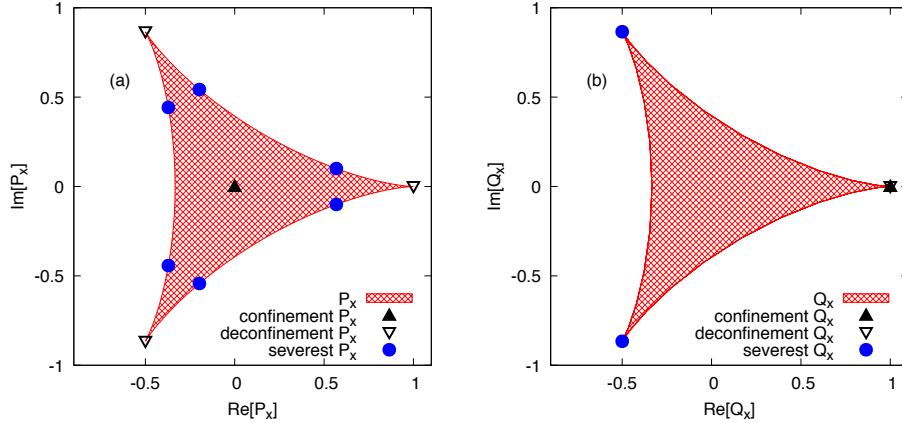 1
0.5
0
-0.5
-1
-0.5
0
0.5
1
Im[Px]
Re[Px]
(a)
Px
confinement Px
deconfinement Px
severest Px
1
0.5
0
-0.5
-1
-0.5
0
0.5
1
Im[Qx]
Re[Qx]
(b)
Qx
confinement Qx
deconfinement Qx
severest Qx